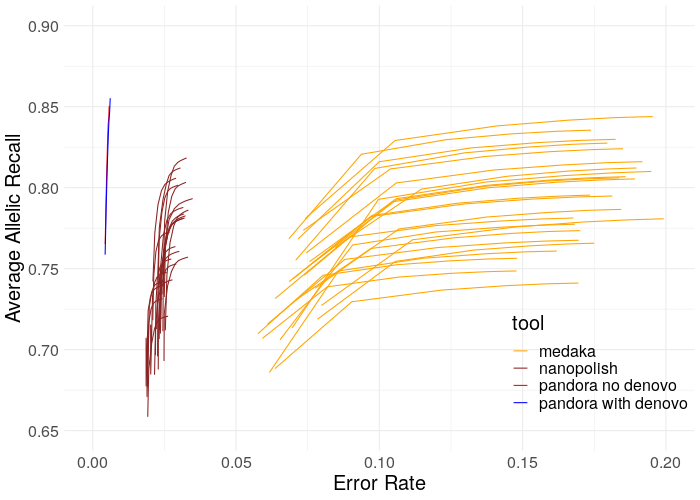 0.90
0.85
0.80
0.75
0.70
0.65
Average Allelic Recall
0.00
0.05
0.10
0.15
0.20
Error Rate
tool
medaka
nanopolish
pandora no denovo
pandora with denovo